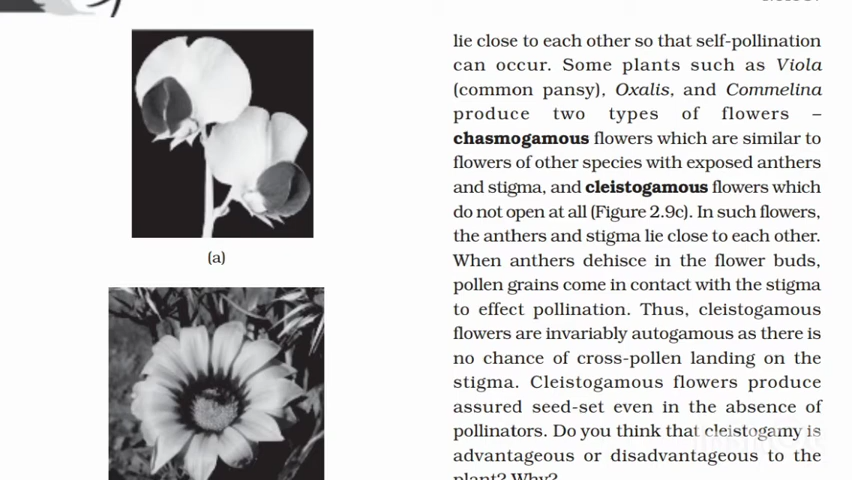 (a)
lie close to each other so that self-pollination
can occur. Some plants such as Viola
(common pansy), Oxalis, and Commelina
produce two types of flowers –
chasmogamous flowers which are similar to
flowers of other species with exposed anthers
and stigma, and cleistogamous flowers which
do not open at all (Figure 2.9c). In such flowers,
the anthers and stigma lie close to each other.
When anthers dehisce in the flower buds,
pollen grains come in contact with the stigma
to effect pollination. Thus, cleistogamous
flowers are invariably autogamous as there is
no chance of cross-pollen landing on the
stigma. Cleistogamous flowers produce
assured seed-set even in the absence of
pollinators. Do you think that cleistogamy is
advantageous or disadvantageous to the
plant? Why?